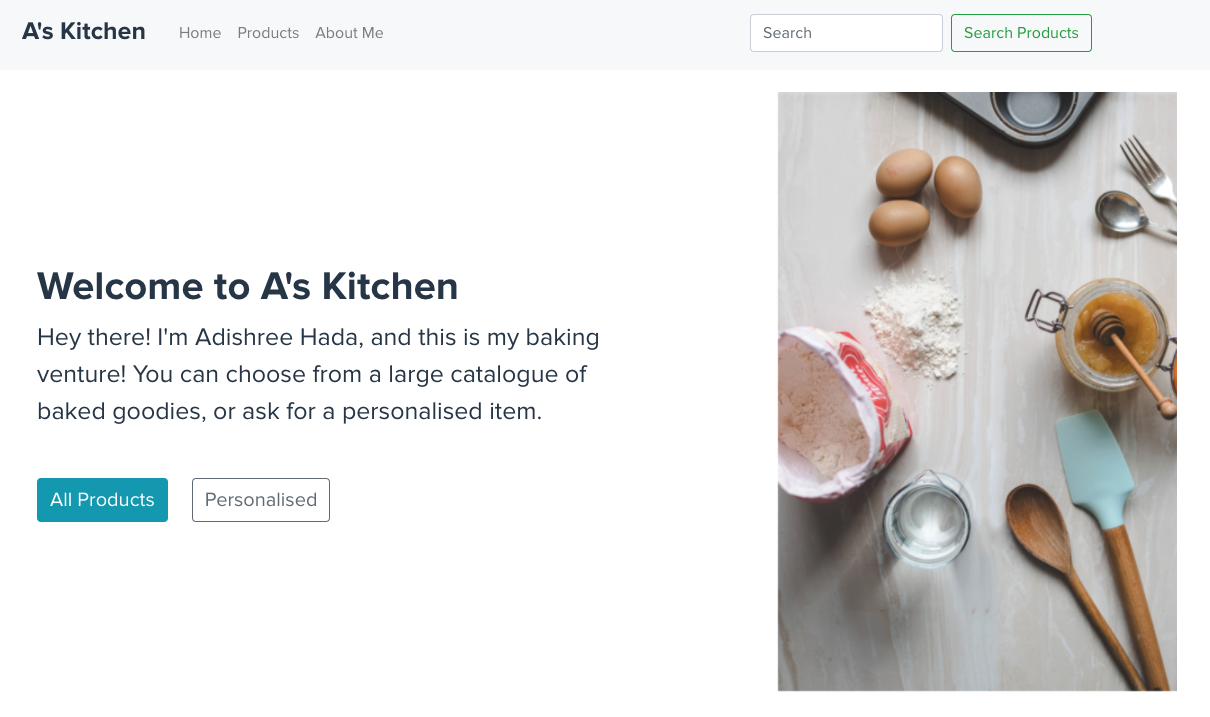 A's Kitchen Home Products About Me Search Search Products
Welcome to A's Kitchen
Hey there! I'm Adishree Hada, and this is my baking
venture! You can choose from a large catalogue of
baked goodies, or ask for a personalised item.
All Products Personalised